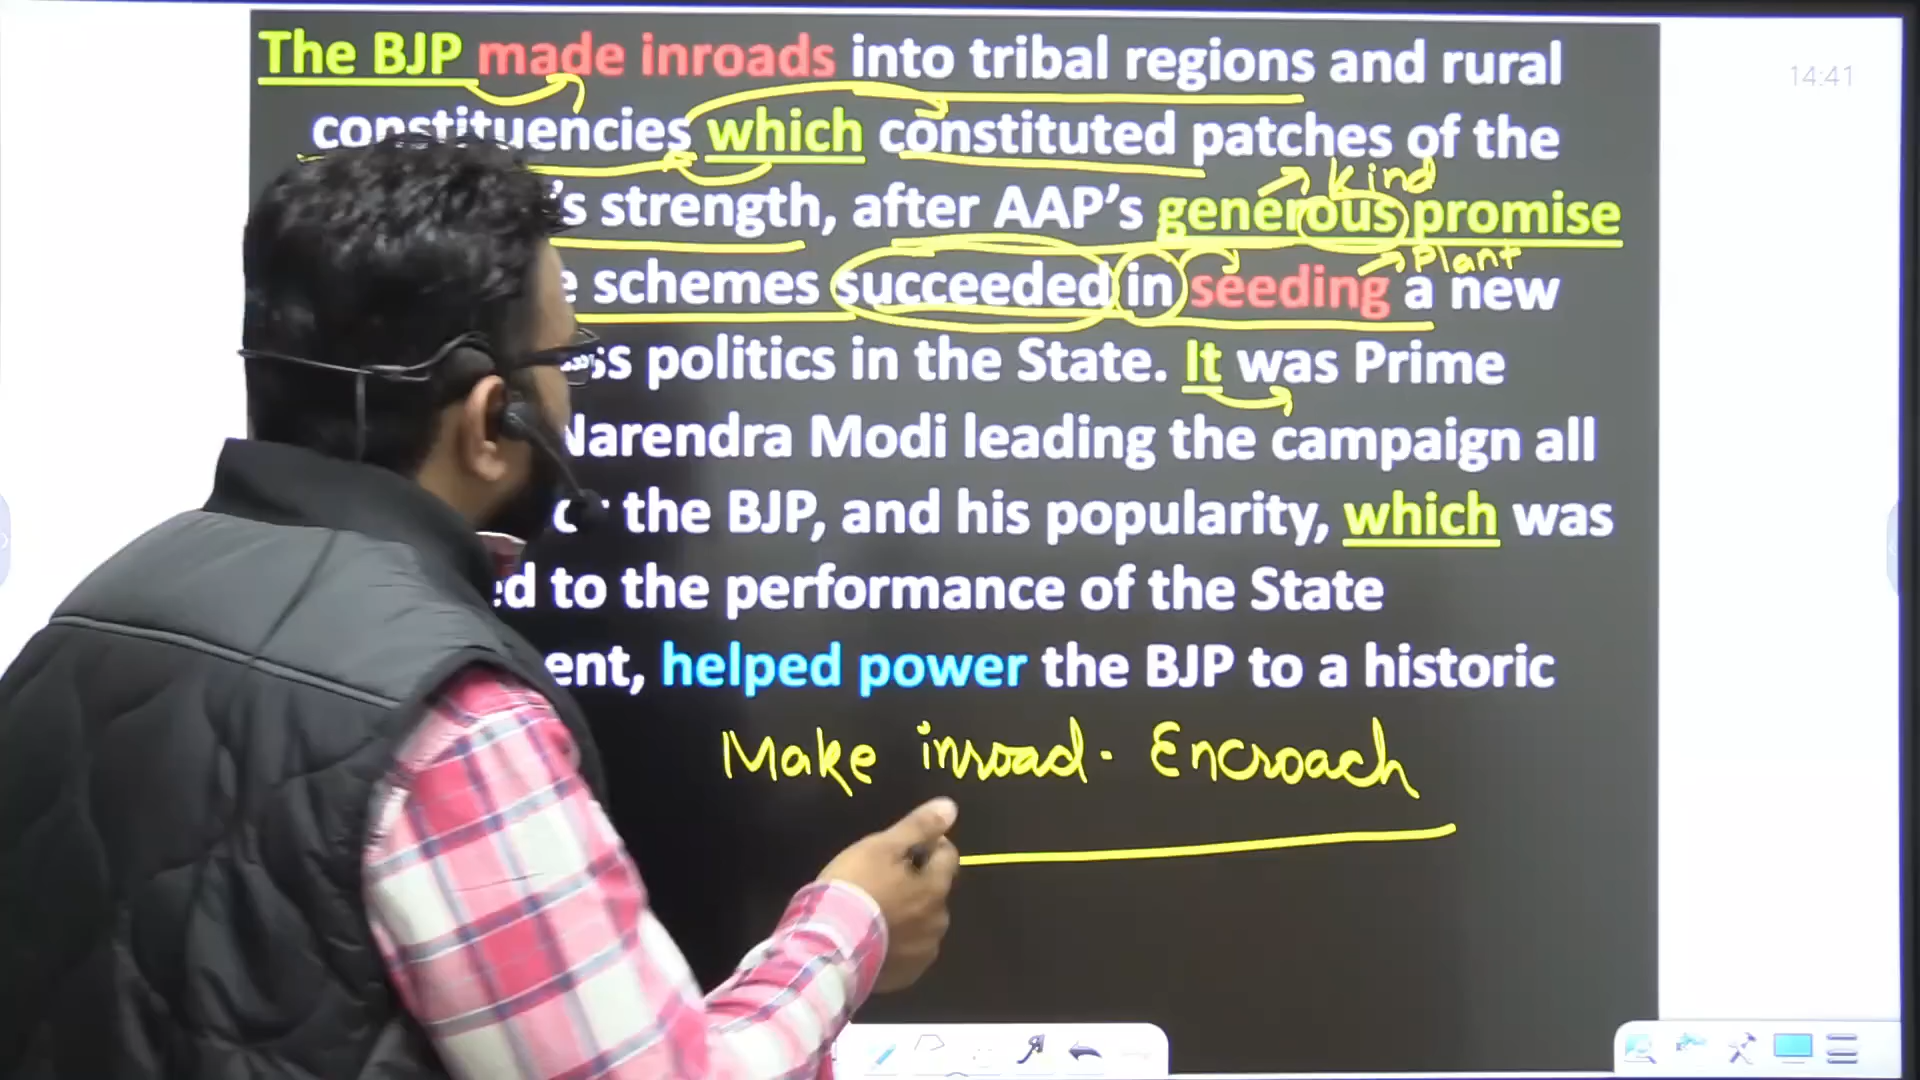 The BJP made inroads into tribal regions and rural
14:41
constituencies which constituted patches of the
kind
strength, after AAP's generous promise
Plant
schemes succeeded in seeding a new
politics in the State. It was Prime
Narendra Modi leading the campaign all
the BJP, and his popularity, which was
to the performance of the State
helped power the BJP to a historic
Make inroad. Encroach